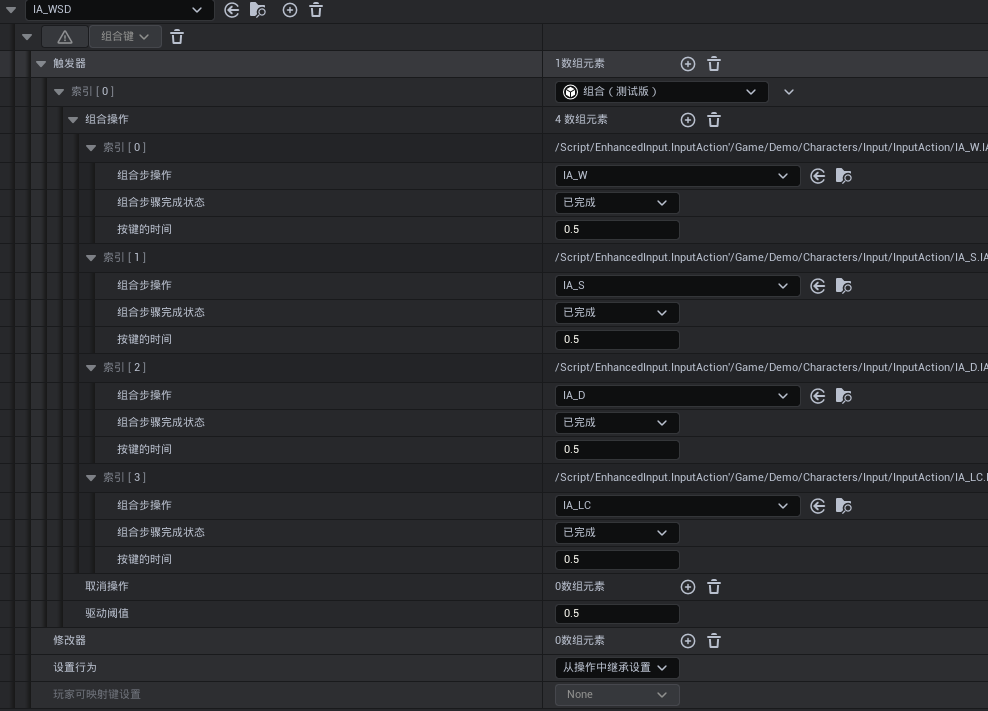 IA_WSD
组合键
触发器 1数组元素
索引 [ 0 ] 组合（测试版）
组合操作 4 数组元素
索引 [ 0 ] /Script/EnhancedInput.InputAction'/Game/Demo/Characters/Input/InputAction/IA_W.IA
组合步操作 IA_W
组合步骤完成状态 已完成
按键的时间 0.5
索引 [ 1 ] /Script/EnhancedInput.InputAction'/Game/Demo/Characters/Input/InputAction/IA_S.IA
组合步操作 IA_S
组合步骤完成状态 已完成
按键的时间 0.5
索引 [ 2 ] /Script/EnhancedInput.InputAction'/Game/Demo/Characters/Input/InputAction/IA_D.IA
组合步操作 IA_D
组合步骤完成状态 已完成
按键的时间 0.5
索引 [ 3 ] /Script/EnhancedInput.InputAction'/Game/Demo/Characters/Input/InputAction/IA_LC.
组合步操作 IA_LC
组合步骤完成状态 已完成
按键的时间 0.5
取消操作 0数组元素
驱动阈值 0.5
修改器 0数组元素
设置行为 从操作中继承设置
玩家可映射键设置 None